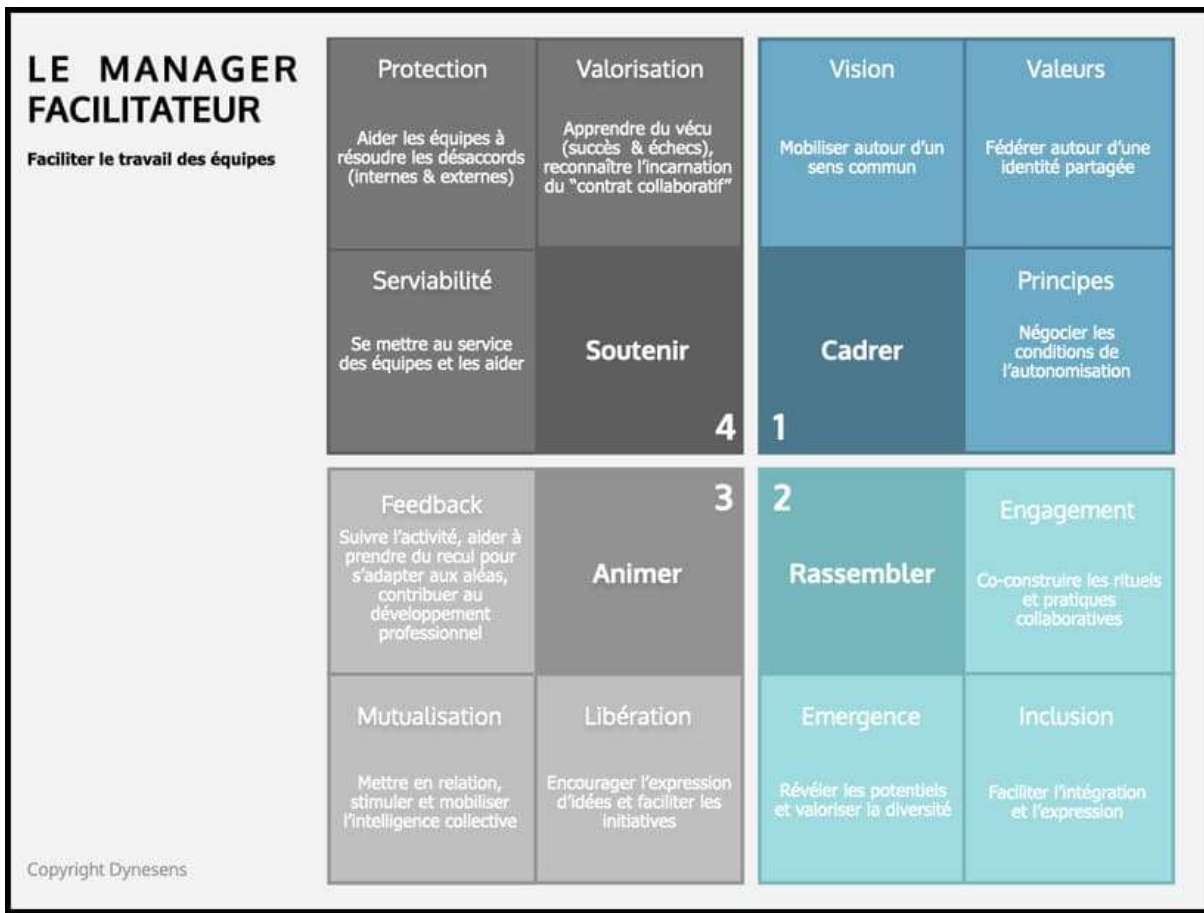 LE MANAGER
FACILITATEUR
Faciliter le travail des équipes
Protection
Aider les équipes à
résoudre les désaccords
(internes & externes)
Valorisation
Apprendre du vécu
(succès & échecs),
reconnaître l'incarnation
du "contrat collaboratif"
Serviabilité
Se mettre au service
des équipes et les aider
Soutenir
4
Vision
Mobiliser autour d'un
sens commun
Valeurs
Fédérer autour d'une
identité partagée
Cadrer
1
Principes
Négocier les
conditions de
l'autonomisation
Feedback
Suivre l'activité, aider à
prendre du recul pour
s'adapter aux aléas,
contribuer au
développement
professionnel
3
Animer
Mutualisation
Mettre en relation,
stimuler et mobiliser
l'intelligence collective
Libération
Encourager l'expression
d'idées et faciliter les
initiatives
2
Rassembler
Engagement
Co-construire les rituels
et pratiques
collaboratives
Emergence
Révéler les potentiels
et valoriser la diversité
Inclusion
Faciliter l'intégration
et l'expression
Copyright Dynesens